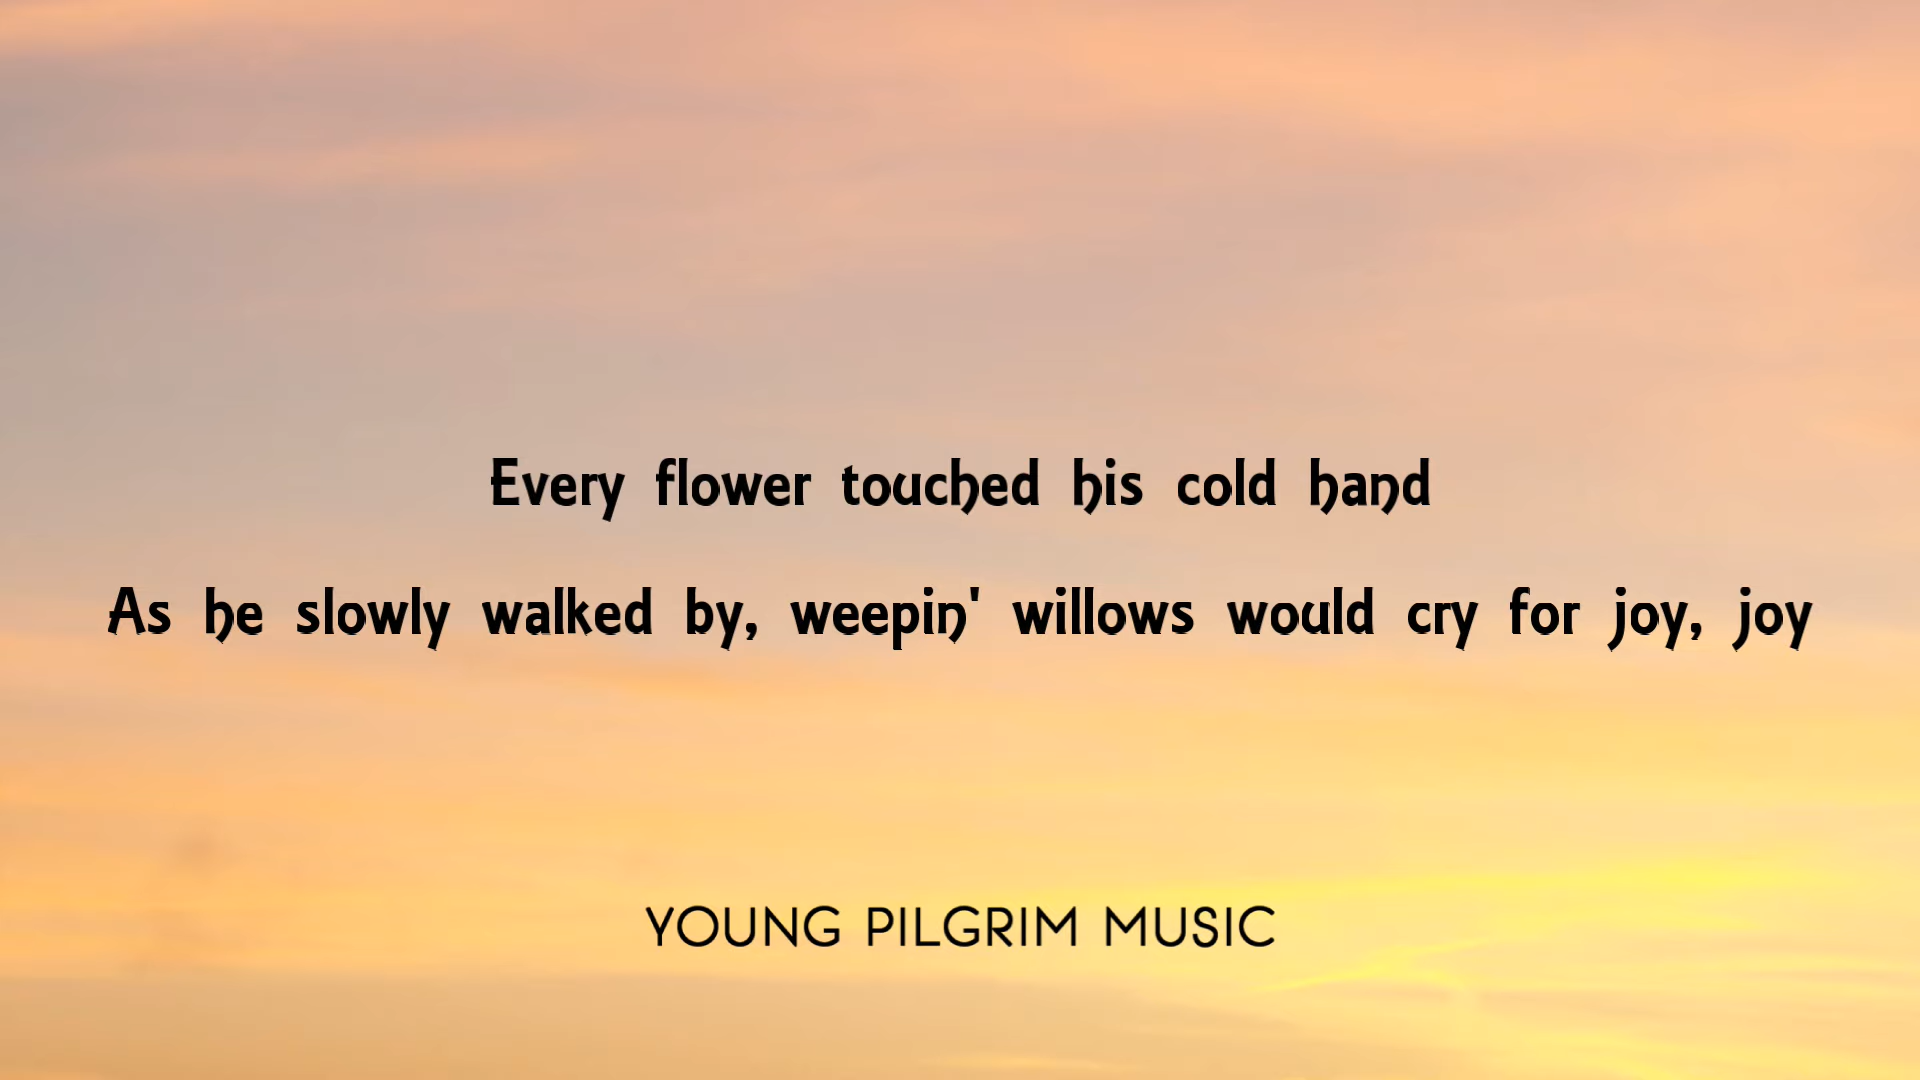 Every flower touched his cold hand
As he slowly walked by, weepin' willows would cry for joy, joy
YOUNG PILGRIM MUSIC